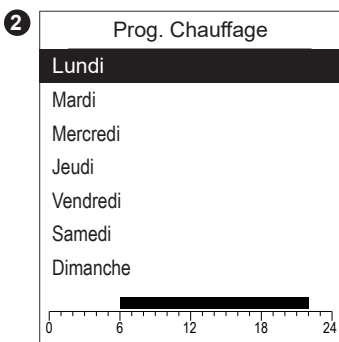 2
Prog. Chauffage
Lundi
Mardi
Mercredi
Jeudi
Vendredi
Samedi
Dimanche
0 6 12 18 24